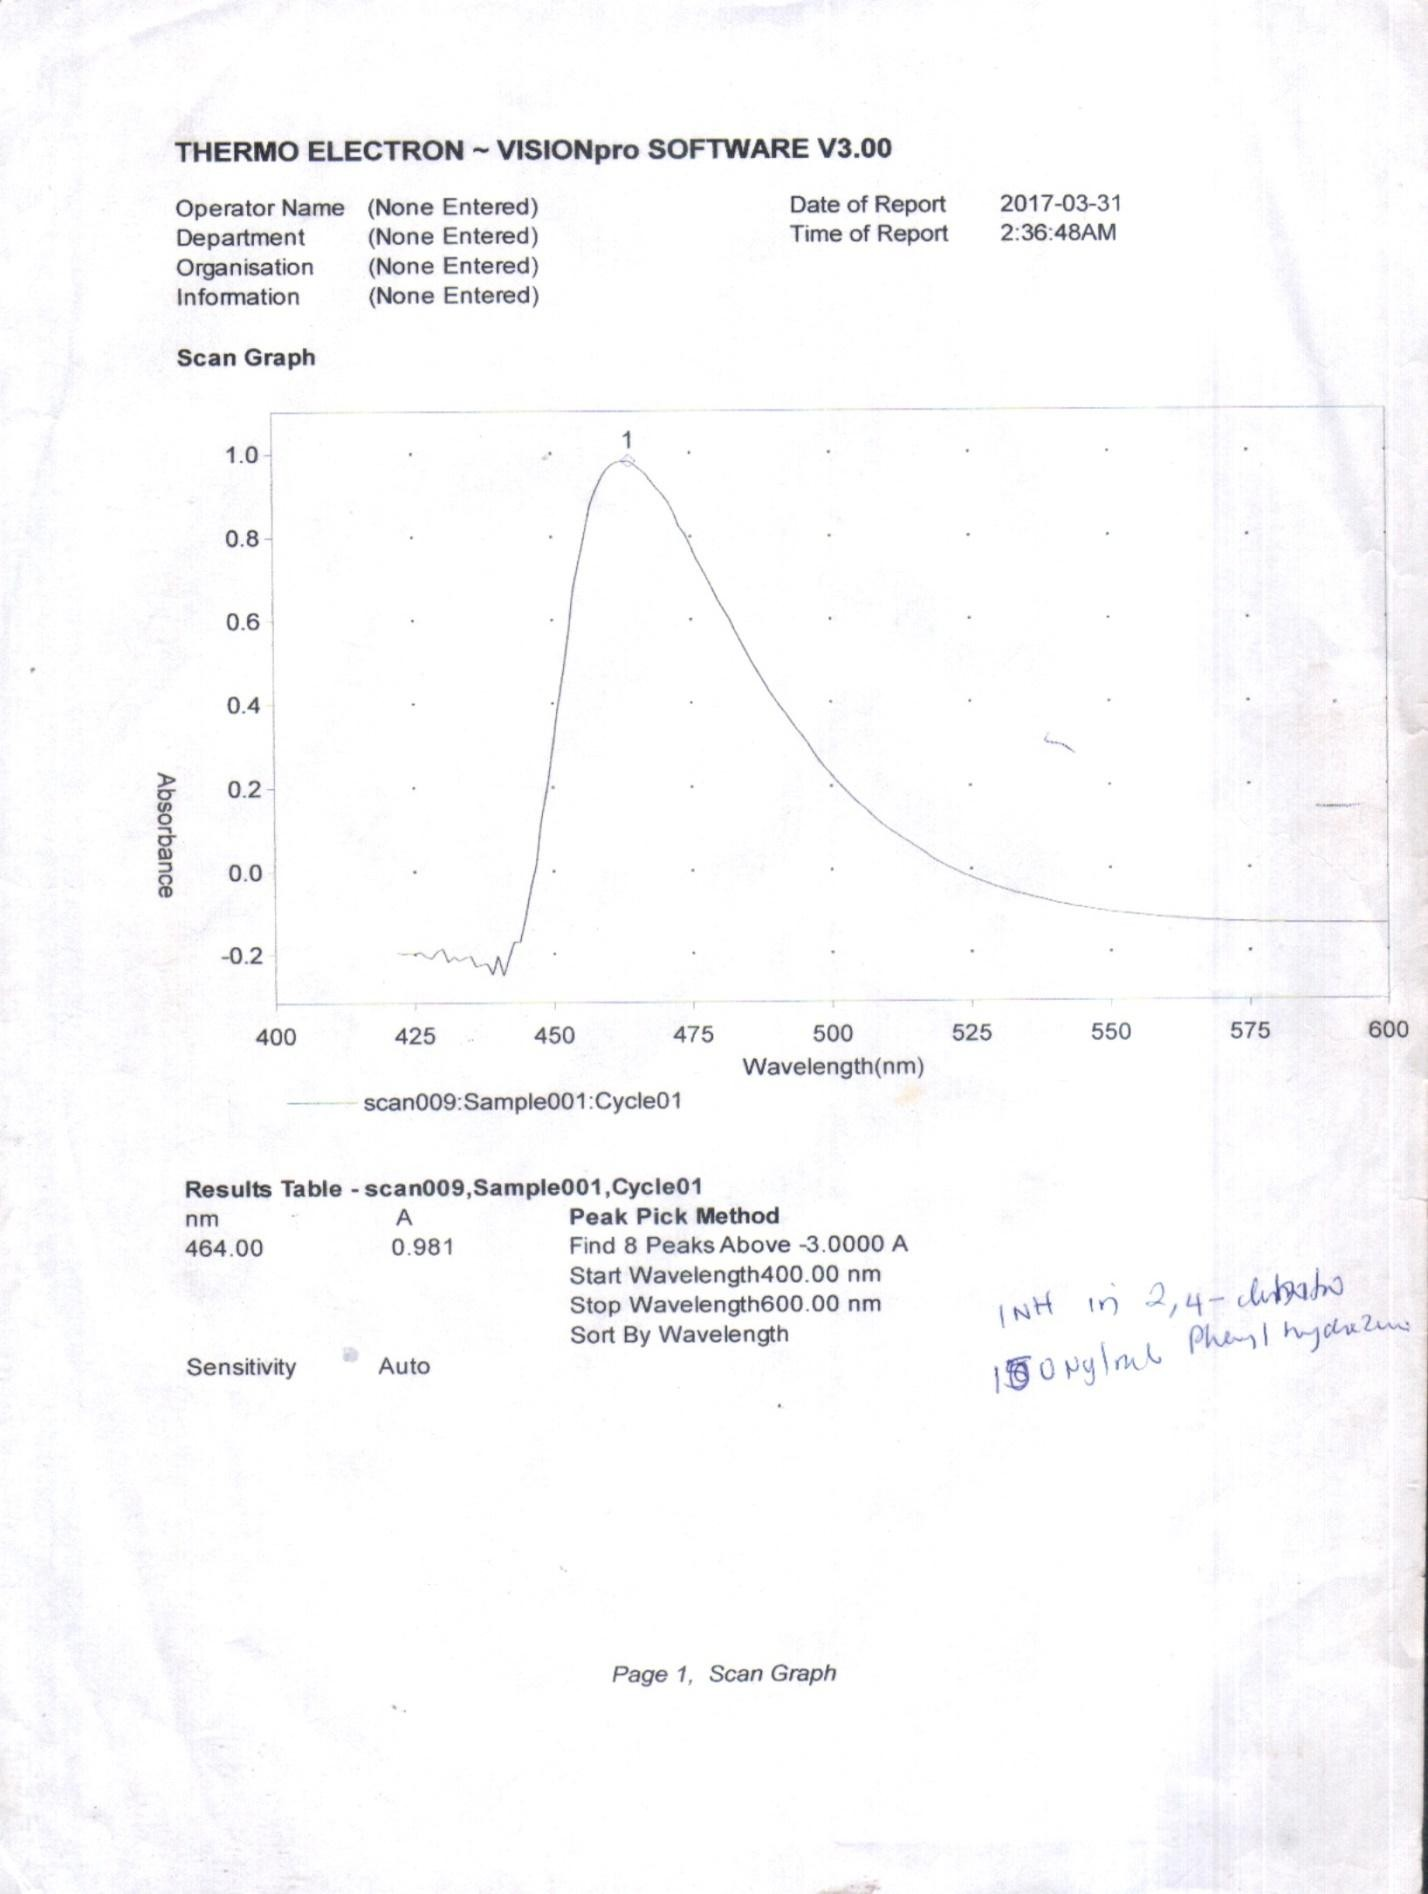 THERMO ELECTRON ~ VISIONpro SOFTWARE V3.00
Operator Name (None Entered) Date of Report 2017-03-31
Department (None Entered) Time of Report 2:36:48AM
Organisation (None Entered)
Information (None Entered)
Scan Graph
1
1.0
0.8
0.6
0.4
0.2
0.0
-0.2
Absorbance
400 425 450 475 500 525 550 575 600
Wavelength(nm)
scan009:Sample001:Cycle01
Results Table - scan009,Sample001,Cycle01
nm A Peak Pick Method
464.00 0.981 Find 8 Peaks Above -3.0000 A
Start Wavelength400.00 nm
Stop Wavelength600.00 nm
Sort By Wavelength
Sensitivity Auto
INH in 2,4-
Phenyl hydrazine
Page 1, Scan Graph